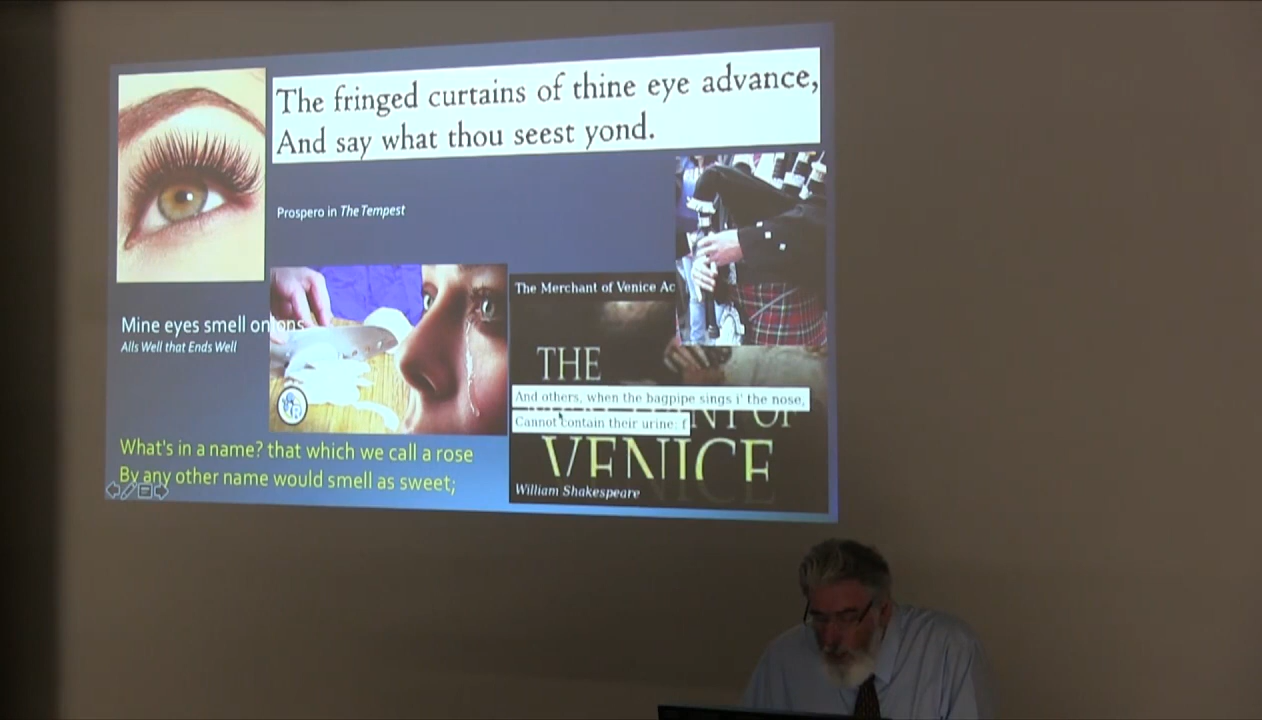 The fringed curtains of thine eye advance,
And say what thou seest yond.
Prospero in The Tempest
Mine eyes smell onions
Alls Well that Ends Well
What's in a name? that which we call a rose
By any other name would smell as sweet;
The Merchant of Venice Ac
THE
And others, when the bagpipe sings i' the nose,
Cannot contain their urine: f
VENICE
William Shakespeare